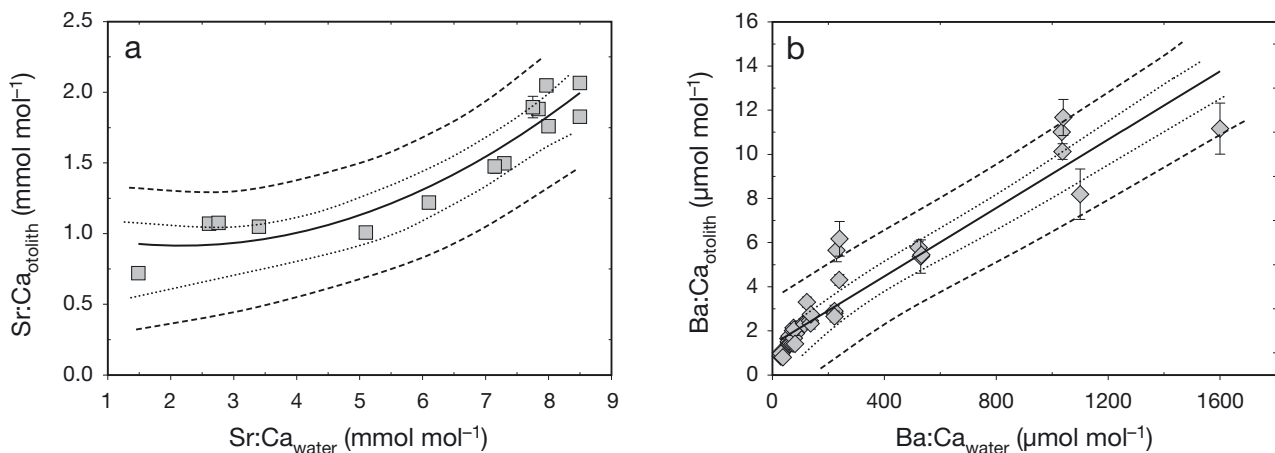 a
2.5
2.0
1.5
1.0
0.5
0.0
Sr:Ca_otolith (mmol mol⁻¹)
1 2 3 4 5 6 7 8 9
Sr:Ca_water (mmol mol⁻¹)
b
16
14
12
10
8
6
4
2
0
Ba:Ca_otolith (µmol mol⁻¹)
0 400 800 1200 1600
Ba:Ca_water (µmol mol⁻¹)